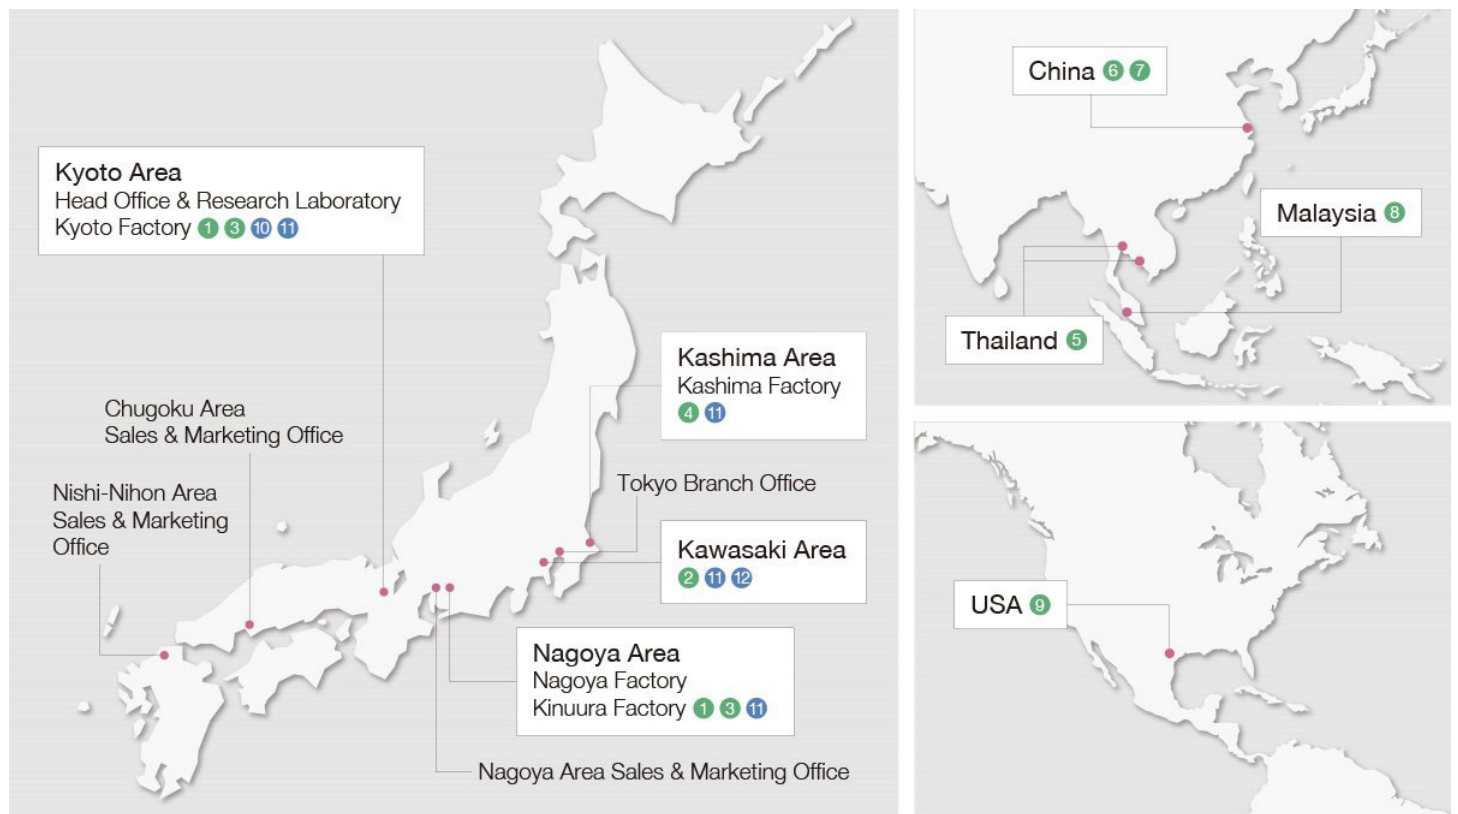 Kyoto Area
Head Office & Research Laboratory
Kyoto Factory 1 3 10 11
Chugoku Area
Sales & Marketing Office
Nishi-Nihon Area
Sales & Marketing
Office
Kashima Area
Kashima Factory
4 11
Tokyo Branch Office
Kawasaki Area
2 11 12
Nagoya Area
Nagoya Factory
Kinuura Factory 1 3 11
Nagoya Area Sales & Marketing Office
China 6 7
Malaysia 8
Thailand 5
USA 9